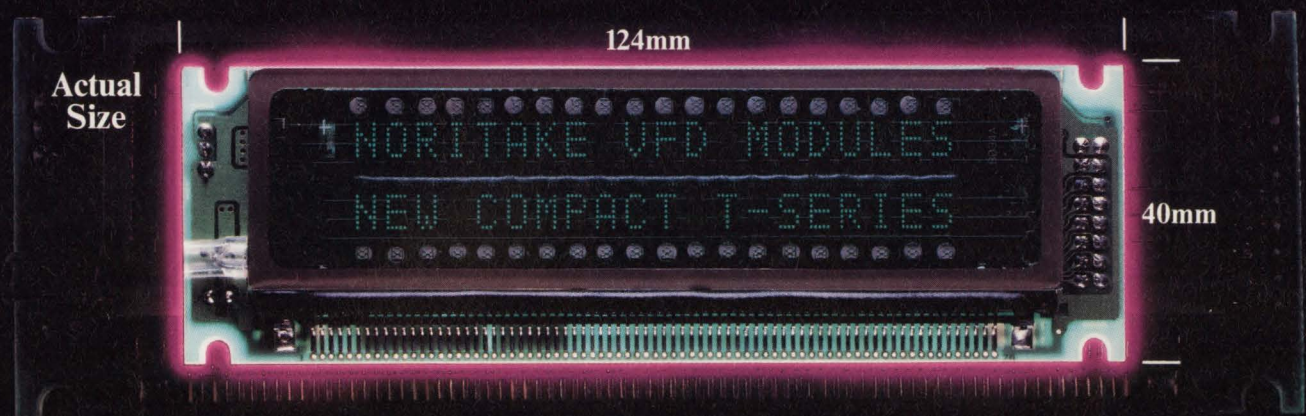 124mm
Actual
Size
NORITAKE VFD MODULES
NEW COMPACT T-SERIES
40mm